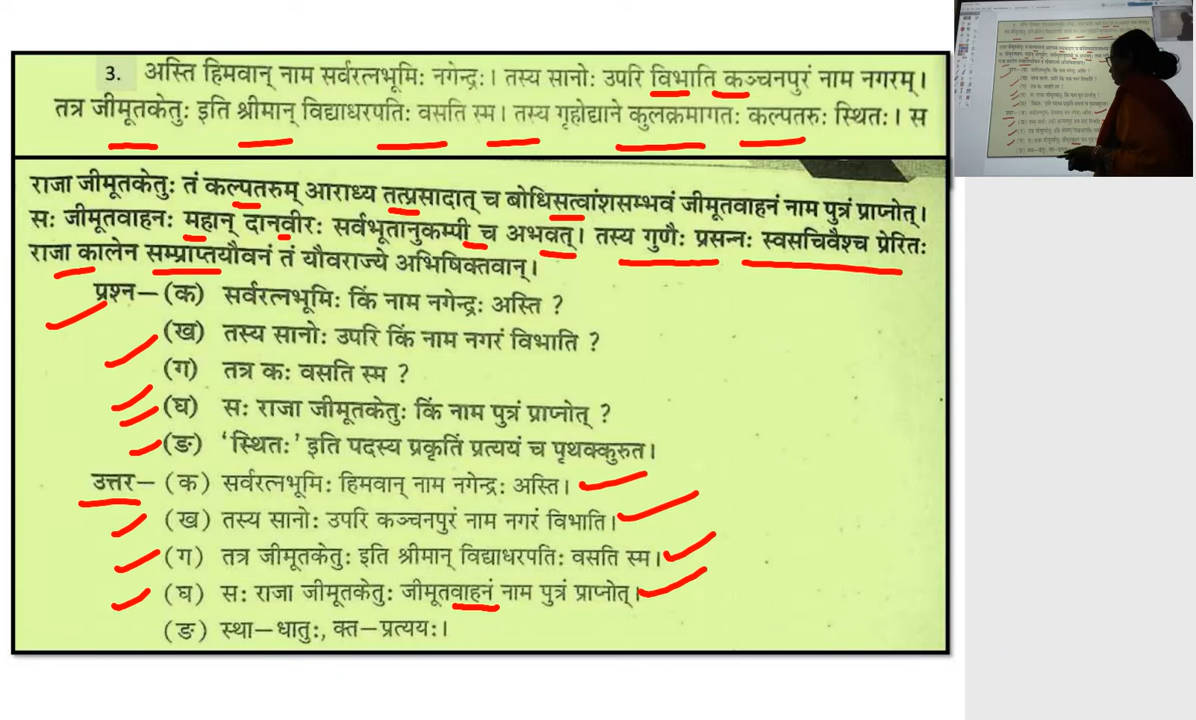 3. अस्ति हिमवान् नाम सर्वरत्नभूमिः नगेन्द्रः। तस्य सानोः उपरि विभाति कञ्चनपुरं नाम नगरम्।
तत्र जीमूतकेतुः इति श्रीमान् विद्याधरपतिः वसति स्म। तस्य गृहोद्याने कुलक्रमागतः कल्पतरुः स्थितः। स
राजा जीमूतकेतुः तं कल्पतरुम् आराध्य तत्प्रसादात् च बोधिसत्वांशसम्भवं जीमूतवाहनं नाम पुत्रं प्राप्नोत्।
सः जीमूतवाहनः महान् दानवीरः सर्वभूतानुकम्पी च अभवत्। तस्य गुणैः प्रसन्नः स्वसचिवैश्च प्रेरितः
राजा कालेन सम्प्राप्तयौवनं तं यौवराज्ये अभिषिक्तवान्।
प्रश्न–(क) सर्वरत्नभूमिः किं नाम नगेन्द्रः अस्ति ?
(ख) तस्य सानोः उपरि किं नाम नगरं विभाति ?
(ग) तत्र कः वसति स्म ?
(घ) सः राजा जीमूतकेतुः किं नाम पुत्रं प्राप्नोत् ?
(ङ) 'स्थितः' इति पदस्य प्रकृतिं प्रत्ययं च पृथक्कुरुत।
उत्तर–(क) सर्वरत्नभूमिः हिमवान् नाम नगेन्द्रः अस्ति।
(ख) तस्य सानोः उपरि कञ्चनपुरं नाम नगरं विभाति।
(ग) तत्र जीमूतकेतुः इति श्रीमान् विद्याधरपतिः वसति स्म।
(घ) सः राजा जीमूतकेतुः जीमूतवाहनं नाम पुत्रं प्राप्नोत्।
(ङ) स्था–धातुः, क्त–प्रत्ययः।